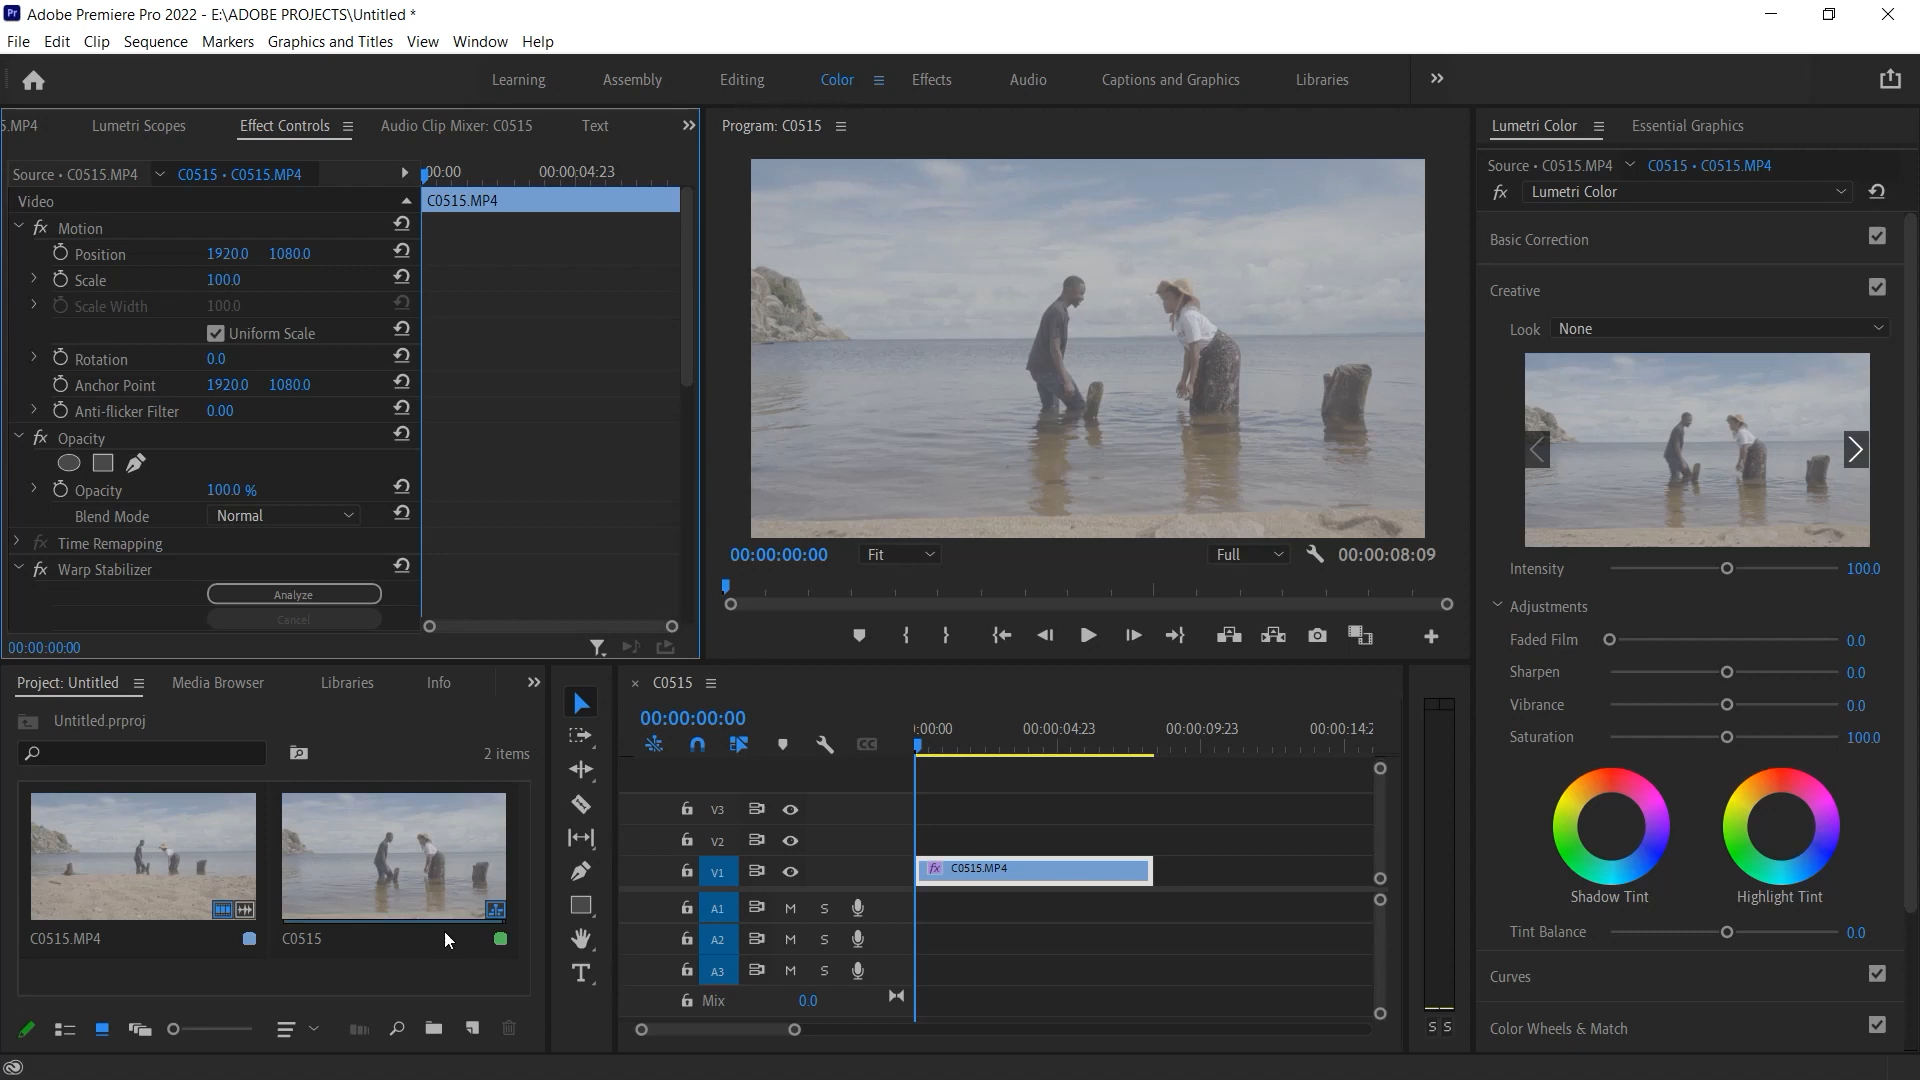 Pr Adobe Premiere Pro 2022 - E:\ADOBE PROJECTS\Untitled *
File Edit Clip Sequence Markers Graphics and Titles View Window Help
Learning Assembly Editing Color Effects Audio Captions and Graphics Libraries
5.MP4 Lumetri Scopes Effect Controls Audio Clip Mixer: C0515 Text
Source • C0515.MP4 C0515 • C0515.MP4
:00:00 00:00:04:23
Video
C0515.MP4
fx Motion
Position 1920.0 1080.0
Scale 100.0
Scale Width 100.0
Uniform Scale
Rotation 0.0
Anchor Point 1920.0 1080.0
Anti-flicker Filter 0.00
fx Opacity
Opacity 100.0 %
Blend Mode Normal
fx Time Remapping
fx Warp Stabilizer
Analyze
Cancel
00:00:00:00
Program: C0515
00:00:00:00 Fit Full 00:00:08:09
Lumetri Color Essential Graphics
Source • C0515.MP4 C0515 • C0515.MP4
fx Lumetri Color
Basic Correction
Creative
Look None
Intensity 100.0
Adjustments
Faded Film 0.0
Sharpen 0.0
Vibrance 0.0
Saturation 100.0
Shadow Tint Highlight Tint
Tint Balance 0.0
Curves
Color Wheels & Match
Project: Untitled Media Browser Libraries Info
Untitled.prproj
2 items
C0515.MP4 C0515
× C0515
00:00:00:00
:00:00 00:00:04:23 00:00:09:23 00:00:14:2
CC
V3
V2
V1
fx C0515.MP4
A1 M S
A2 M S
A3 M S
Mix 0.0
T
S S